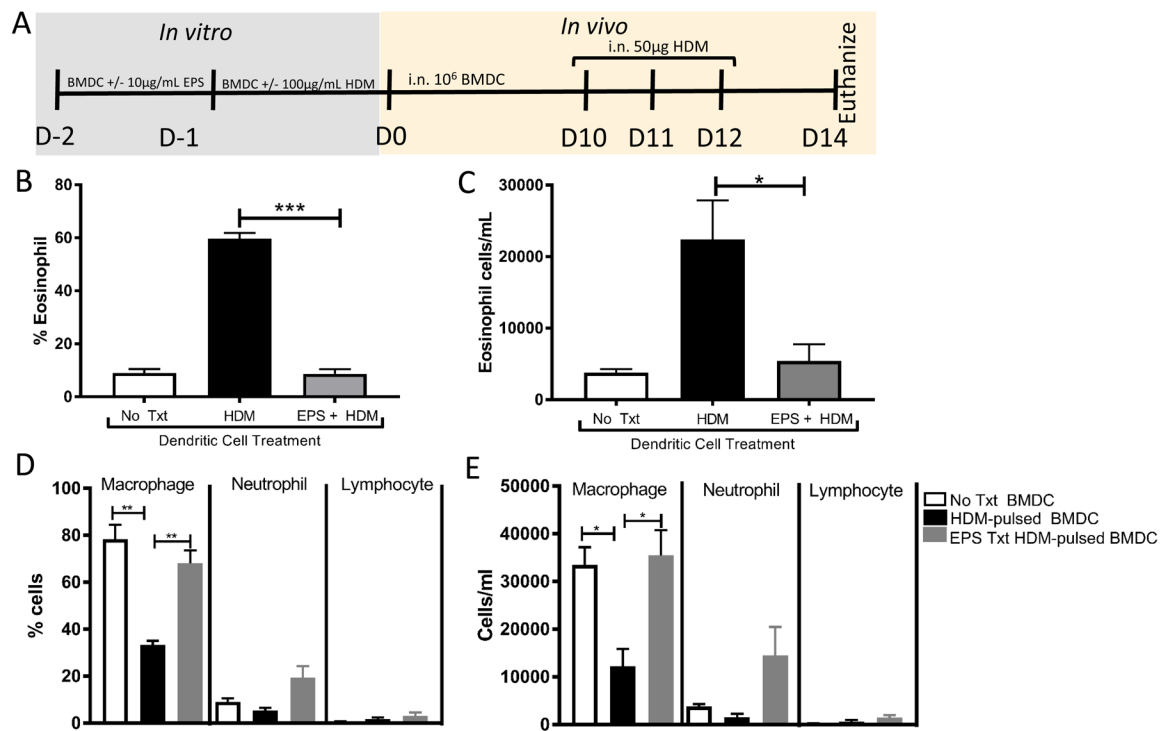 A
In vitro
In vivo
i.n. 50µg HDM
Euthanize
BMDC +/- 10µg/mL EPS
BMDC +/- 100µg/mL HDM
i.n. 10⁶ BMDC
D-2
D-1
D0
D10
D11
D12
D14
B
80
60
40
20
0
% Eosinophil
***
No Txt
HDM
EPS + HDM
Dendritic Cell Treatment
C
30000
20000
10000
0
Eosinophil cells/mL
*
No Txt
HDM
EPS + HDM
Dendritic Cell Treatment
D
100
80
60
40
20
0
% cells
Macrophage
Neutrophil
Lymphocyte
**
**
E
50000
40000
30000
20000
10000
0
Cells/ml
Macrophage
Neutrophil
Lymphocyte
*
*
No Txt BMDC
HDM-pulsed BMDC
EPS Txt HDM-pulsed BMDC